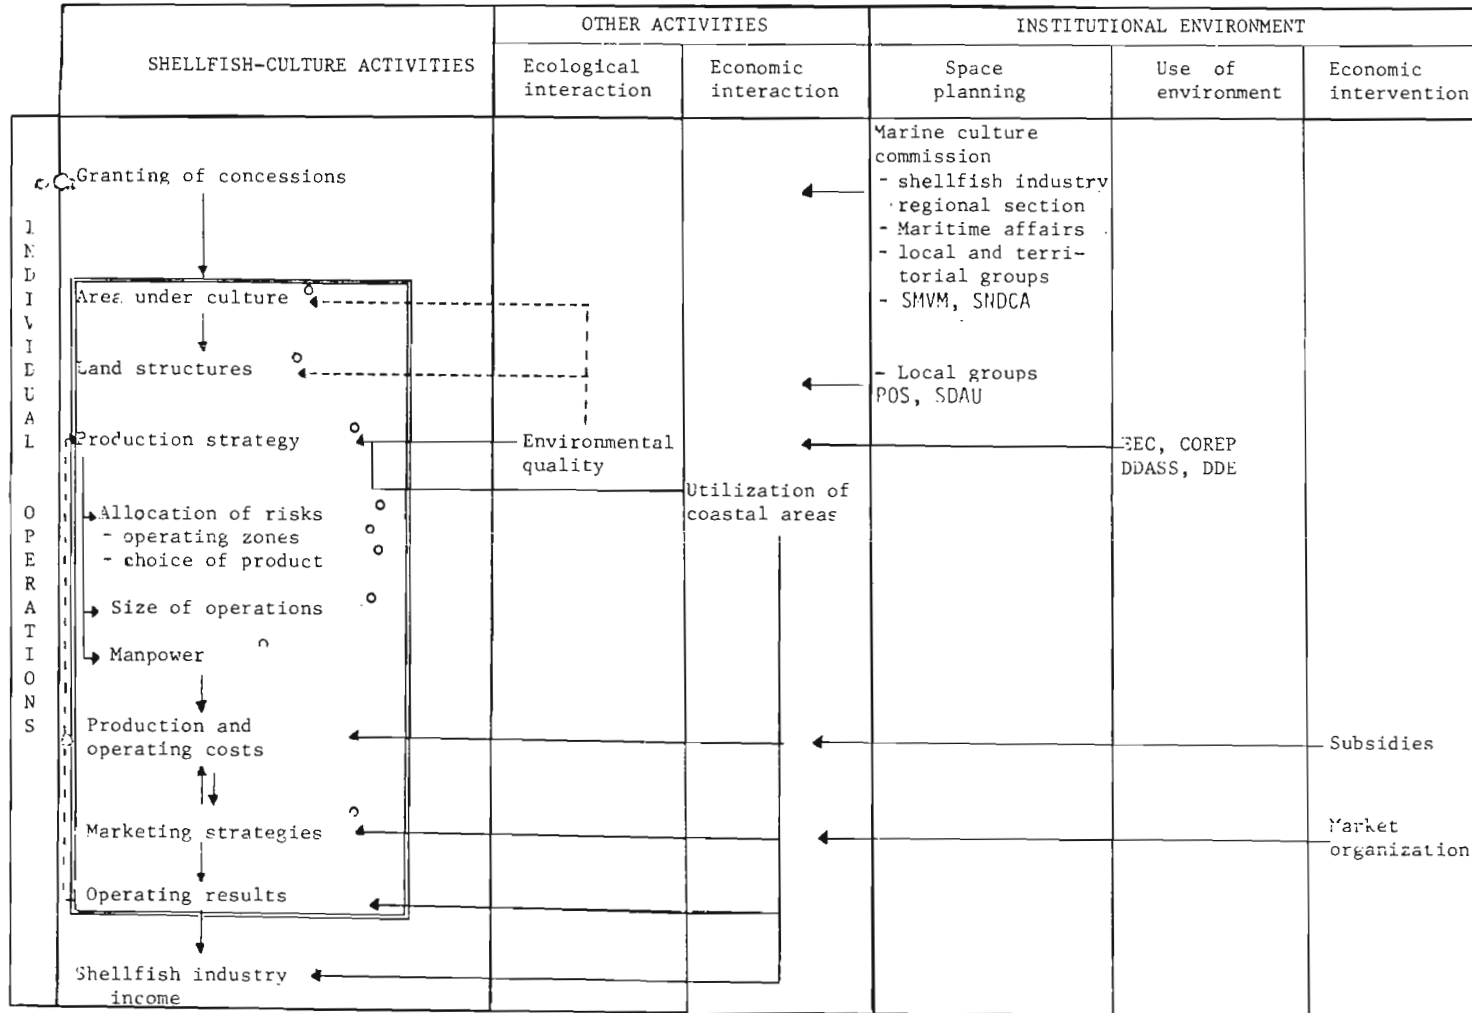 OTHER ACTIVITIES
INSTITUTIONAL ENVIRONMENT
SHELLFISH-CULTURE ACTIVITIES
Ecological
interaction
Economic
interaction
Space
planning
Use of
environment
Economic
intervention
INDIVIDUAL OPERATIONS
Granting of concessions
Area under culture
Land structures
Production strategy
Allocation of risks
- operating zones
- choice of product
Size of operations
Manpower
Production and
operating costs
Marketing strategies
Operating results
Shellfish industry
income
Environmental
quality
Utilization of
coastal areas
Marine culture
commission
- shellfish industry
regional section
- Maritime affairs
- local and terri-
torial groups
- SMVM, SNDCA
- Local groups
POS, SDAU
EEC, COREP
DDASS, DDE
Subsidies
Market
organization